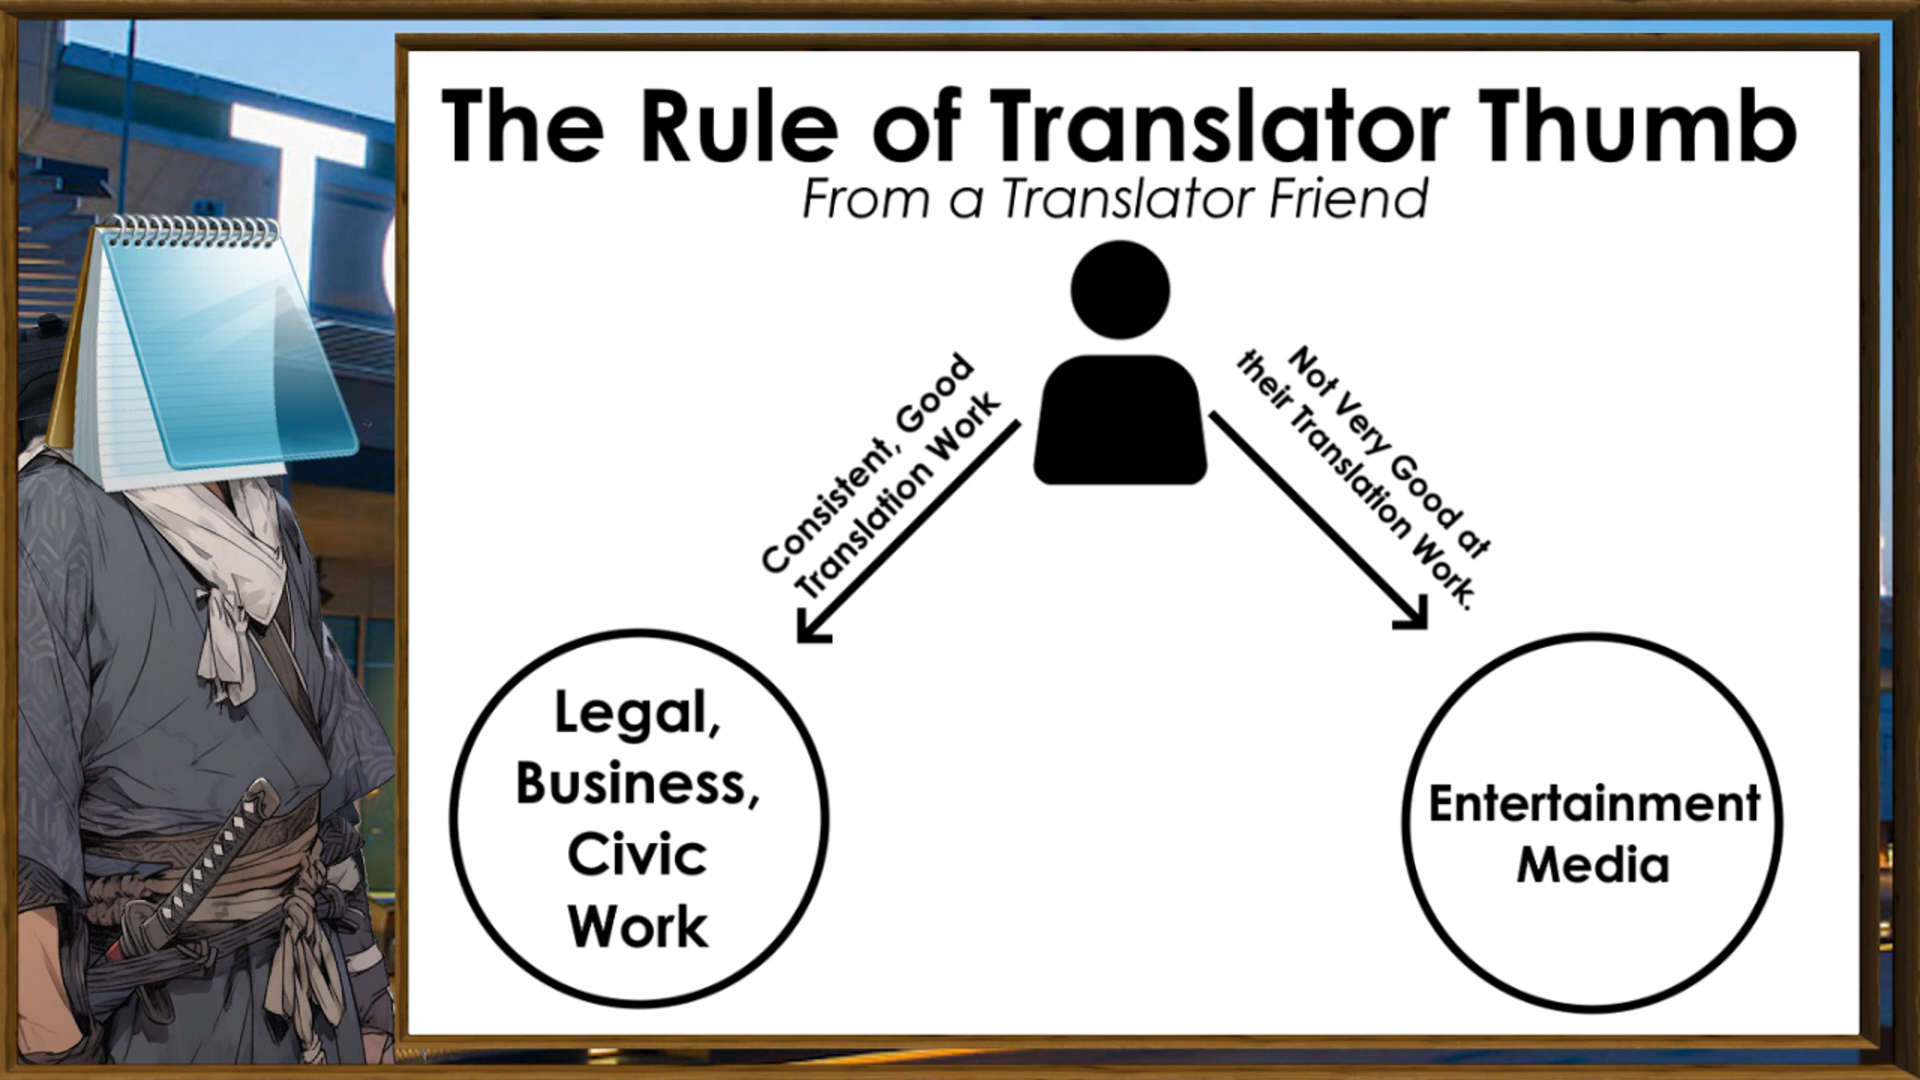 The Rule of Translator Thumb
From a Translator Friend
Consistent, Good
Translation Work
Not Very Good at
their Translation Work.
Legal,
Business,
Civic
Work
Entertainment
Media